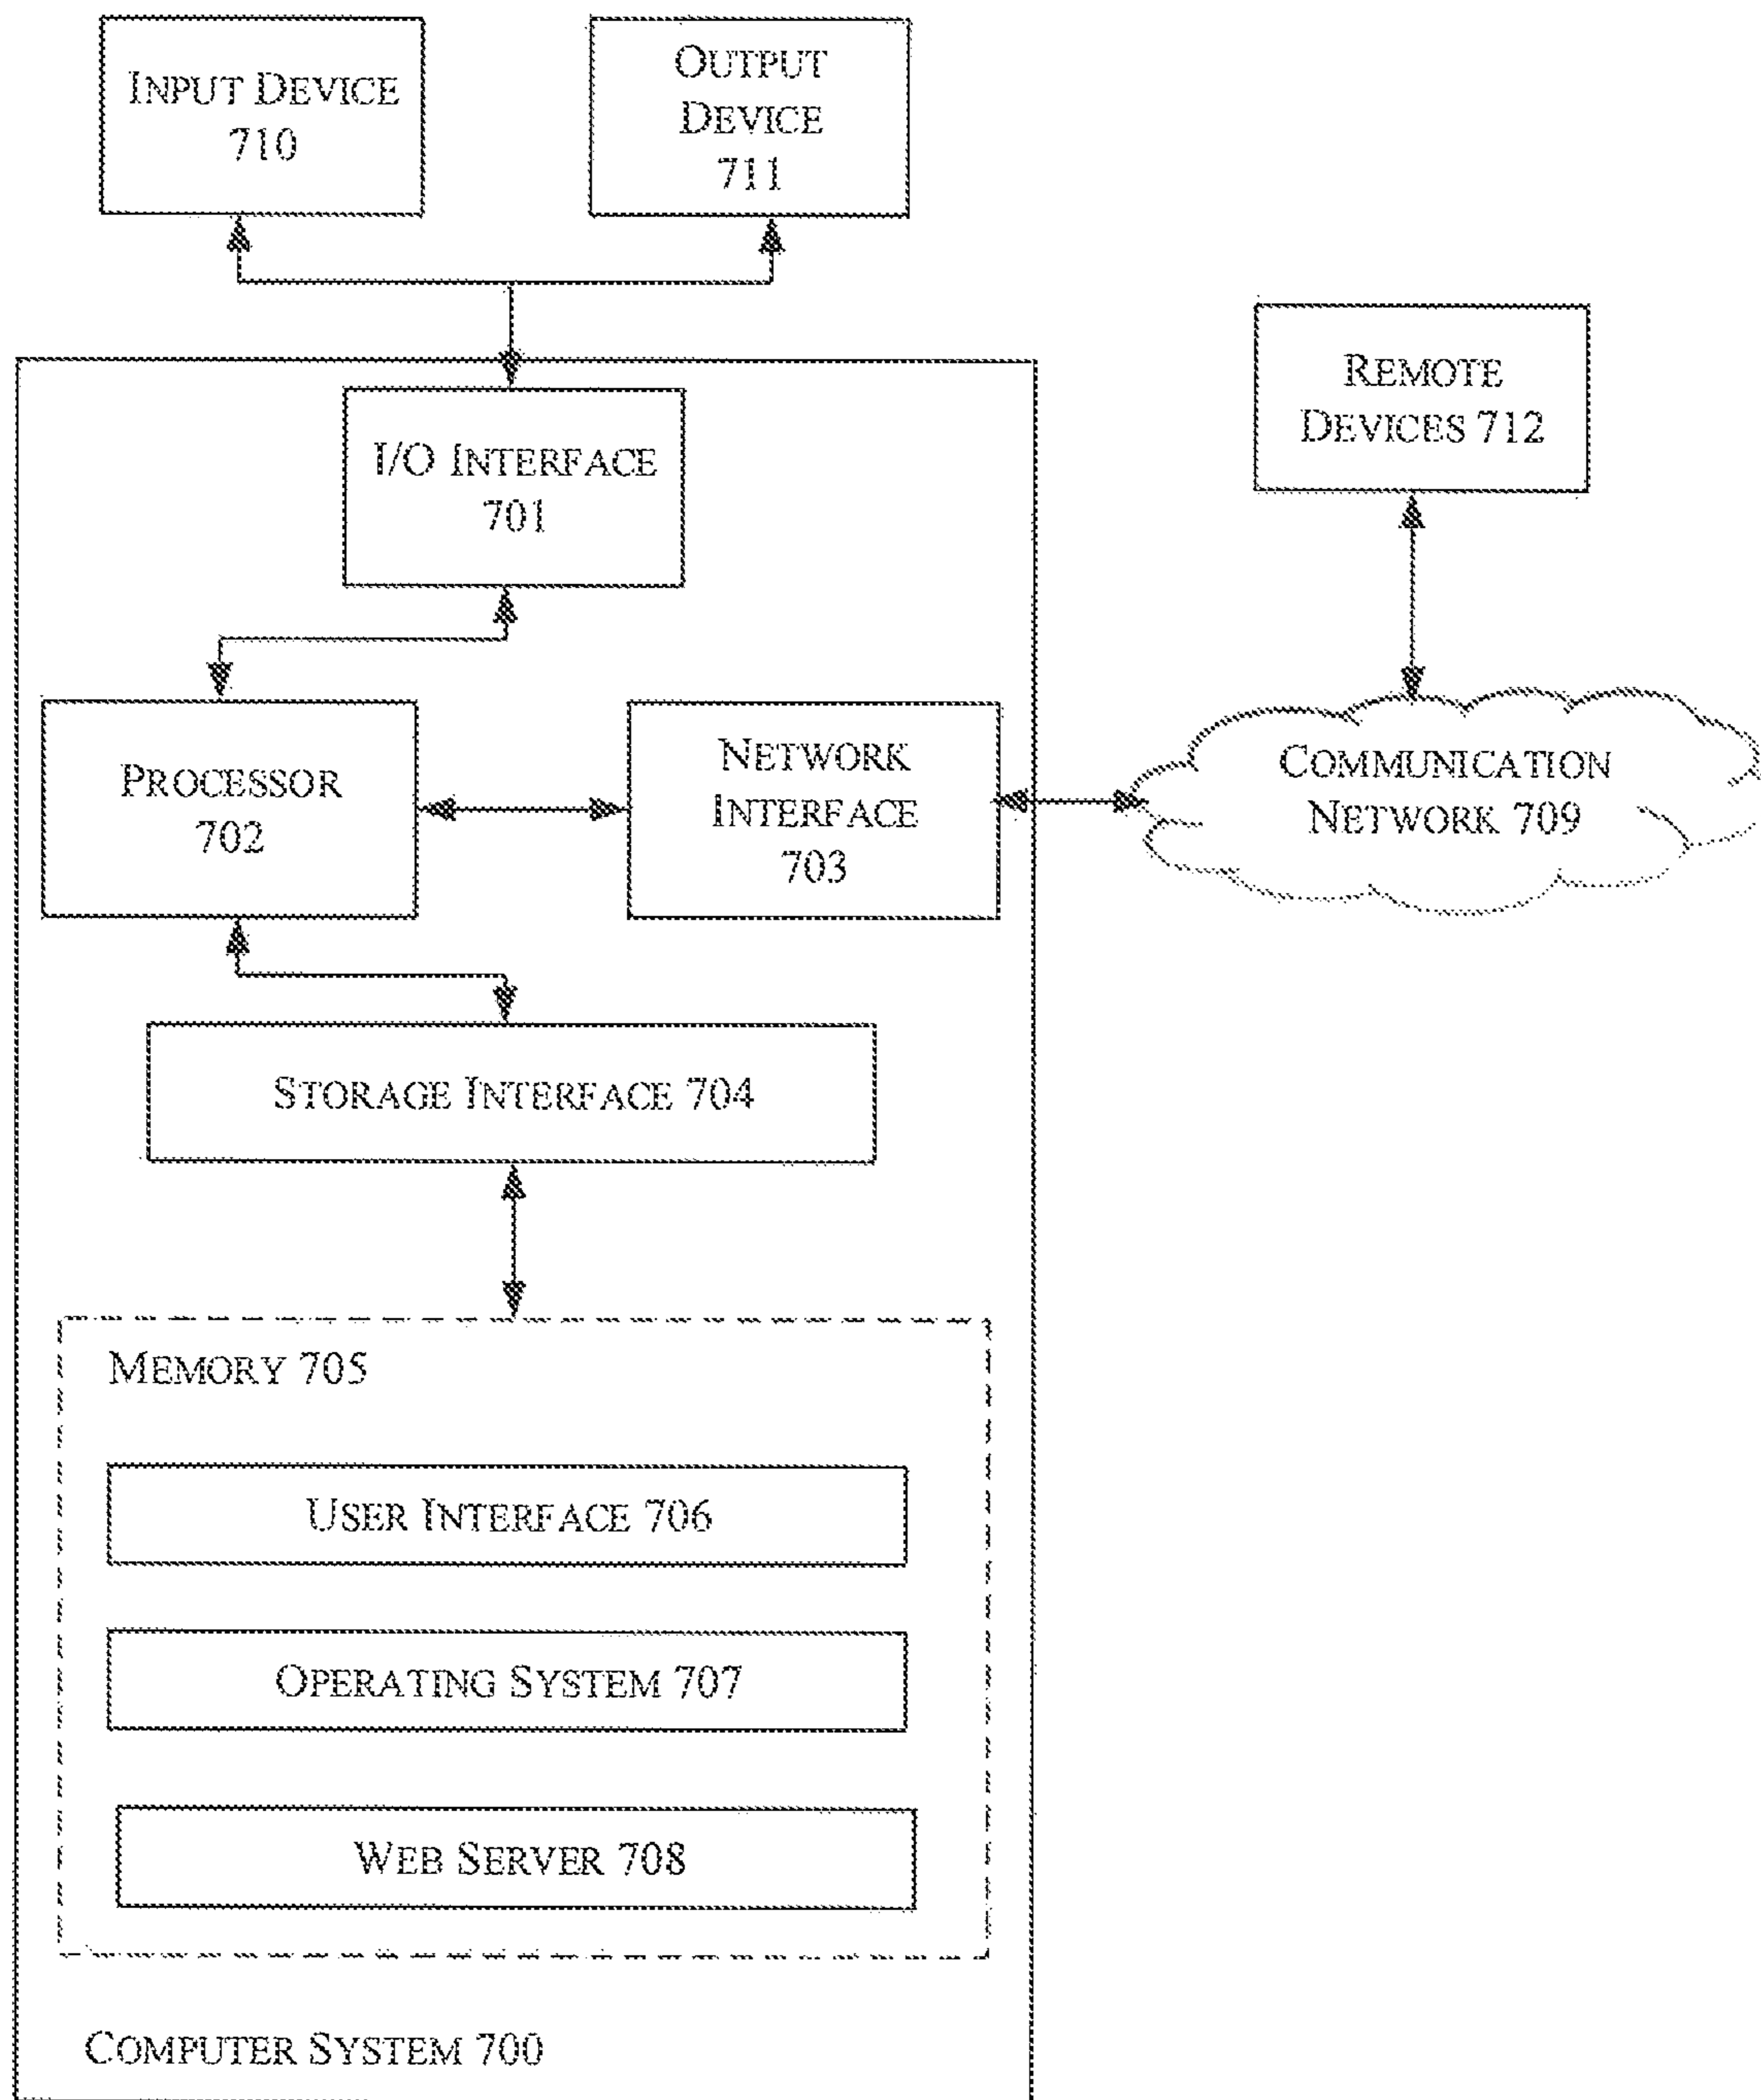 INPUT DEVICE
710
OUTPUT
DEVICE
711
I/O INTERFACE
701
REMOTE
DEVICES 712
PROCESSOR
702
NETWORK
INTERFACE
703
COMMUNICATION
NETWORK 709
STORAGE INTERFACE 704
MEMORY 705
USER INTERFACE 706
OPERATING SYSTEM 707
WEB SERVER 708
COMPUTER SYSTEM 700